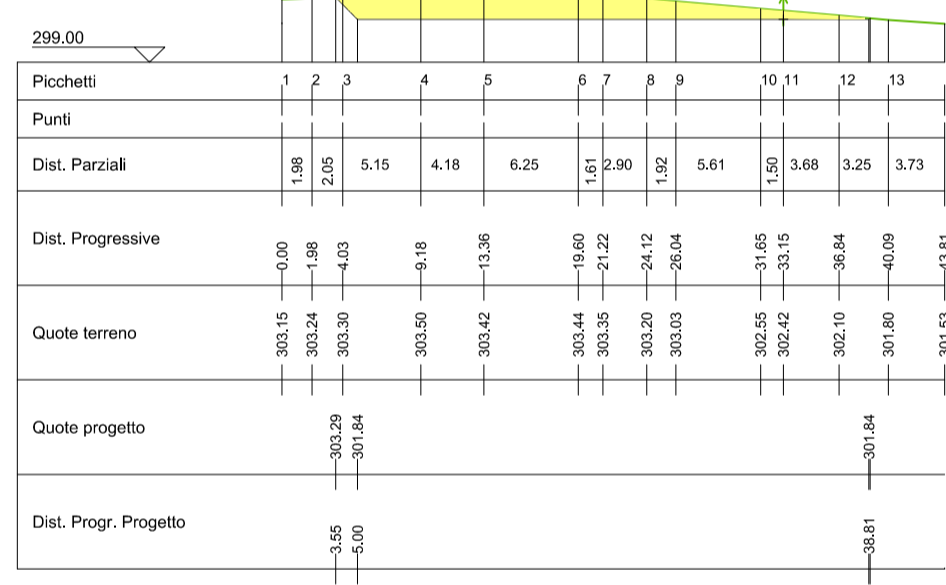 299.00
Picchetti 1 2 3 4 5 6 7 8 9 10 11 12 13
Punti
Dist. Parziali 1.98 2.05 5.15 4.18 6.25 1.61 2.90 1.92 5.61 1.50 3.68 3.25 3.73
Dist. Progressive 0.00 1.98 4.03 9.18 13.36 19.60 21.22 24.12 26.04 31.65 33.15 36.84 40.09
Quote terreno 303.15 303.24 303.30 303.50 303.42 303.44 303.35 303.20 303.03 302.55 302.42 302.10 301.80
Quote progetto 303.29 301.84 301.84
Dist. Progr. Progetto 3.55 5.00 38.81